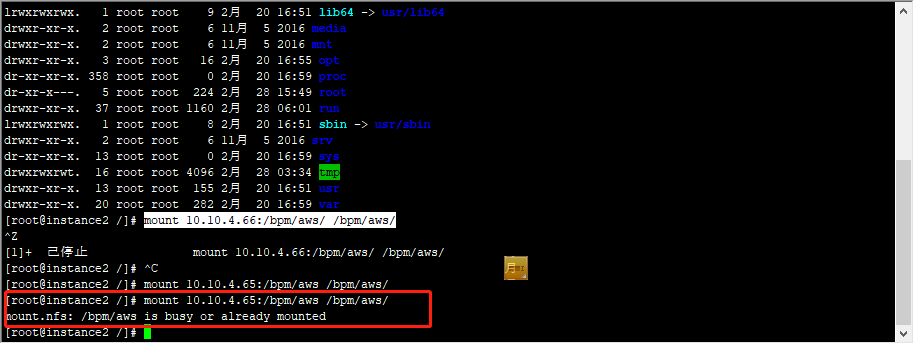 lrwxrwxrwx.   1 root root    9 2月  20 16:51 lib64 -> usr/lib64
drwxr-xr-x.   2 root root    6 11月  5 2016 media
drwxr-xr-x.   2 root root    6 11月  5 2016 mnt
drwxr-xr-x.   3 root root   16 2月  20 16:55 opt
dr-xr-xr-x. 358 root root    0 2月  20 16:59 proc
dr-xr-x---.   5 root root  224 2月  28 15:49 root
drwxr-xr-x.  37 root root 1160 2月  28 06:01 run
lrwxrwxrwx.   1 root root    8 2月  20 16:51 sbin -> usr/sbin
drwxr-xr-x.   2 root root    6 11月  5 2016 srv
dr-xr-xr-x.  13 root root    0 2月  20 16:59 sys
drwxrwxrwt.  16 root root 4096 2月  28 03:34 tmp
drwxr-xr-x.  13 root root  155 2月  20 16:51 usr
drwxr-xr-x.  20 root root  282 2月  20 16:59 var
[root@instance2 /]# mount 10.10.4.66:/bpm/aws/ /bpm/aws/
^Z
[1]+  已停止               mount 10.10.4.66:/bpm/aws/ /bpm/aws/
[root@instance2 /]# ^C
[root@instance2 /]# mount 10.10.4.65:/bpm/aws /bpm/aws/
[root@instance2 /]# mount 10.10.4.65:/bpm/aws /bpm/aws/
mount.nfs: /bpm/aws is busy or already mounted
[root@instance2 /]#